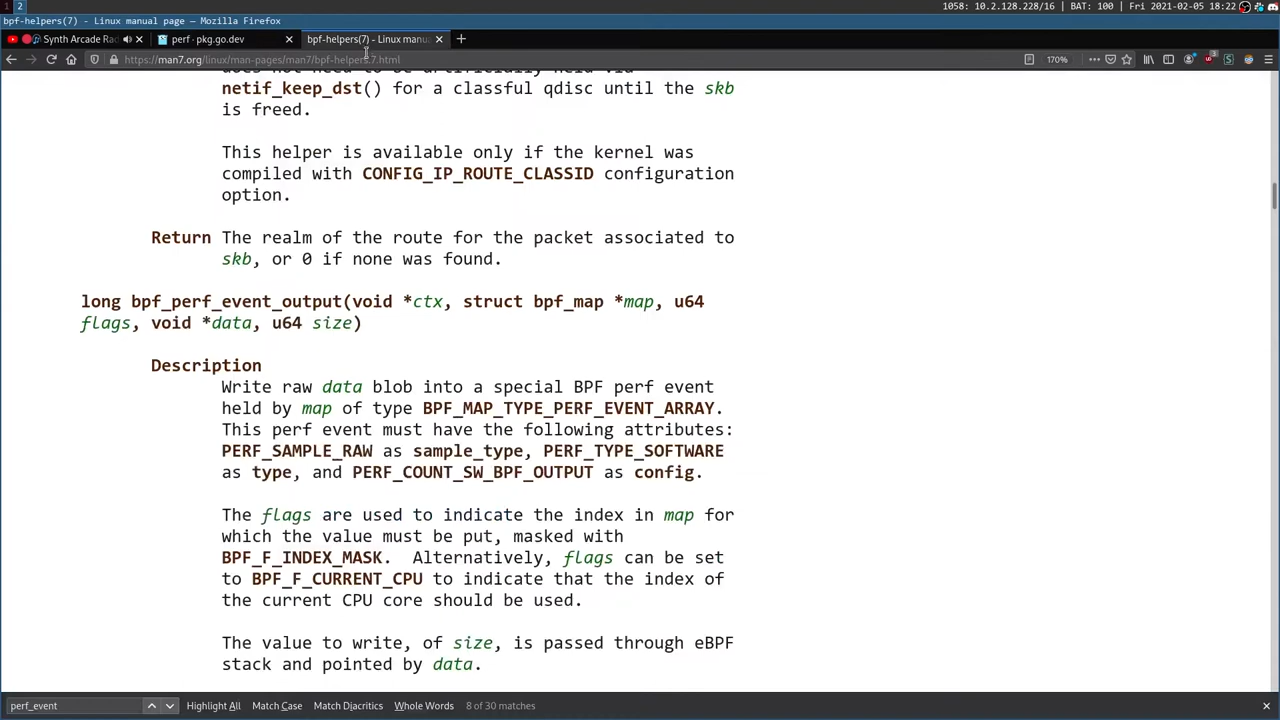 1 2 1058: 10.2.128.228/16 | BAT: 100 | Fri 2021-02-05 18:22
bpf-helpers(7) - Linux manual page — Mozilla Firefox
Synth Arcade Ra perf · pkg.go.dev bpf-helpers(7) - Linux manu
https://man7.org/linux/man-pages/man7/bpf-helpers.7.html 170%
does not need to be artificially held via
netif_keep_dst() for a classful qdisc until the skb
is freed.
This helper is available only if the kernel was
compiled with CONFIG_IP_ROUTE_CLASSID configuration
option.
Return The realm of the route for the packet associated to
skb, or 0 if none was found.
long bpf_perf_event_output(void *ctx, struct bpf_map *map, u64
flags, void *data, u64 size)
Description
Write raw data blob into a special BPF perf event
held by map of type BPF_MAP_TYPE_PERF_EVENT_ARRAY.
This perf event must have the following attributes:
PERF_SAMPLE_RAW as sample_type, PERF_TYPE_SOFTWARE
as type, and PERF_COUNT_SW_BPF_OUTPUT as config.
The flags are used to indicate the index in map for
which the value must be put, masked with
BPF_F_INDEX_MASK. Alternatively, flags can be set
to BPF_F_CURRENT_CPU to indicate that the index of
the current CPU core should be used.
The value to write, of size, is passed through eBPF
stack and pointed by data.
perf_event Highlight All Match Case Match Diacritics Whole Words 8 of 30 matches